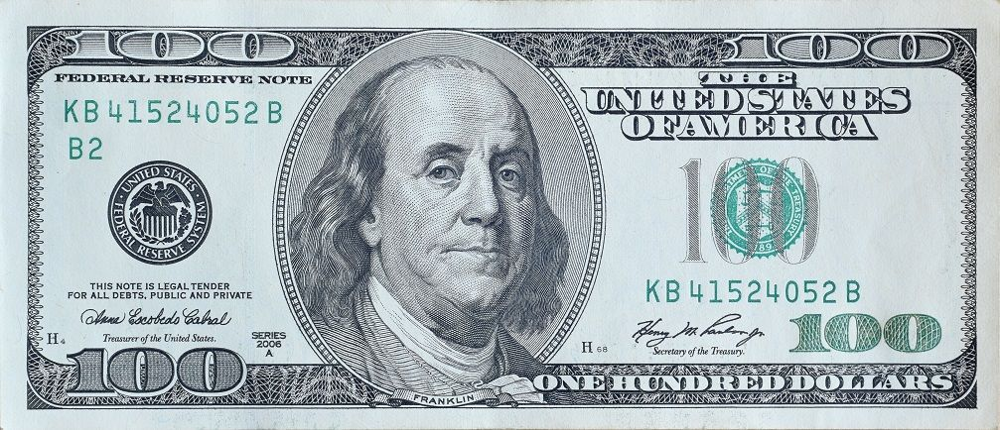 100 100
FEDERAL RESERVE NOTE
THE
UNITED STATES
OF AMERICA
KB 41524052 B
B2
UNITED STATES
FEDERAL RESERVE SYSTEM
100
THIS NOTE IS LEGAL TENDER
FOR ALL DEBTS, PUBLIC AND PRIVATE
KB 41524052 B
Anna Escobedo Cabral
Treasurer of the United States.
H4
SERIES
2006
A
H 68
Henry M. Paulson Jr
Secretary of the Treasury.
100
100
FRANKLIN
ONE HUNDRED DOLLARS